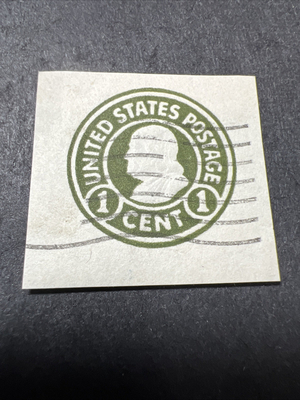 UNITED STATES POSTAGE
1 CENT 1